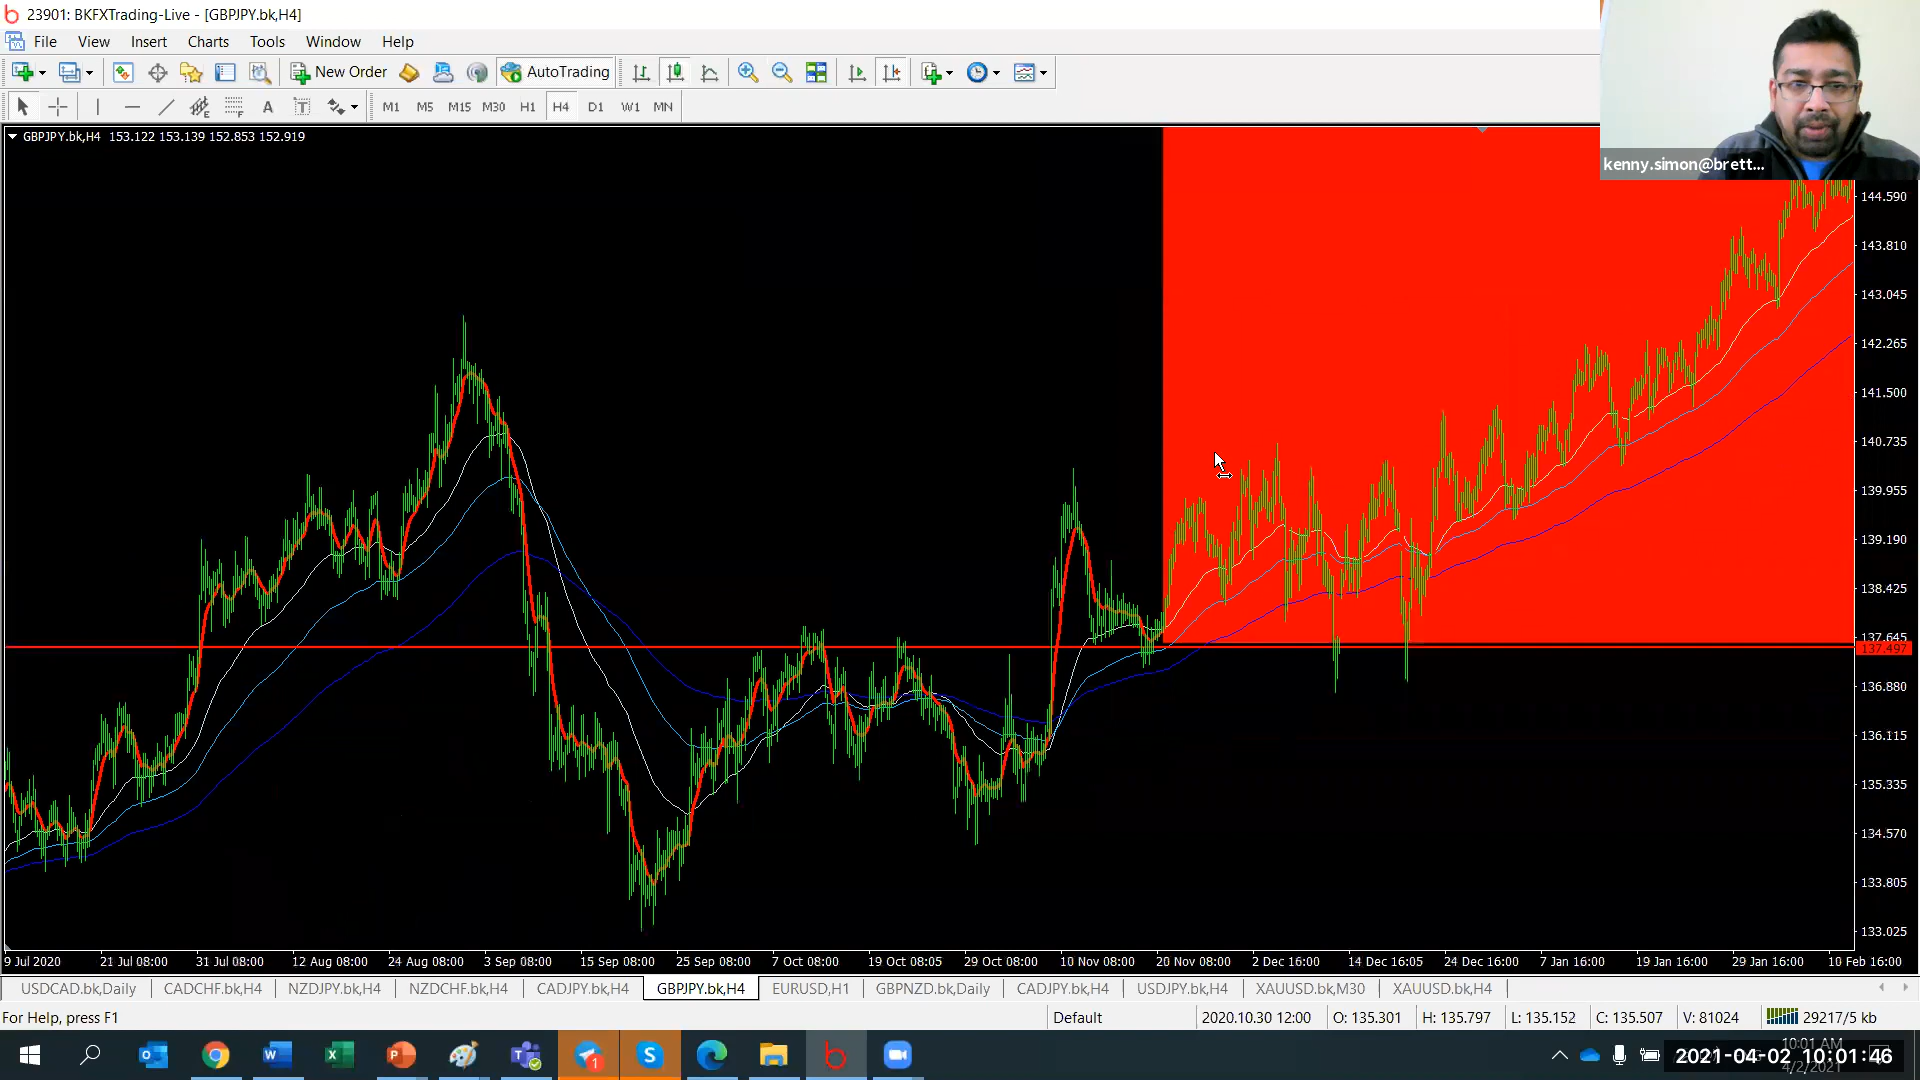 23901: BKFXTrading-Live - [GBPJPY.bk,H4]
File View Insert Charts Tools Window Help
New Order AutoTrading
M1 M5 M15 M30 H1 H4 D1 W1 MN
GBPJPY.bk,H4 153.122 153.139 152.853 152.919
kenny.simon@brett...
144.590
143.810
143.045
142.265
141.500
140.735
139.955
139.190
138.425
137.645
137.497
136.880
136.115
135.335
134.570
133.805
133.025
9 Jul 2020 21 Jul 08:00 31 Jul 08:00 12 Aug 08:00 24 Aug 08:00 3 Sep 08:00 15 Sep 08:00 25 Sep 08:00 7 Oct 08:00 19 Oct 08:05 29 Oct 08:00 10 Nov 08:00 20 Nov 08:00 2 Dec 16:00 14 Dec 16:05 24 Dec 16:00 7 Jan 16:00 19 Jan 16:00 29 Jan 16:00 10 Feb 16:00
USDCAD.bk,Daily CADCHF.bk,H4 NZDJPY.bk,H4 NZDCHF.bk,H4 CADJPY.bk,H4 GBPJPY.bk,H4 EURUSD,H1 GBPNZD.bk,Daily CADJPY.bk,H4 USDJPY.bk,H4 XAUUSD.bk,M30 XAUUSD.bk,H4
For Help, press F1 Default 2020.10.30 12:00 O: 135.301 H: 135.797 L: 135.152 C: 135.507 V: 81024 29217/5 kb
10:01 AM
2021-04-02 10:01:46